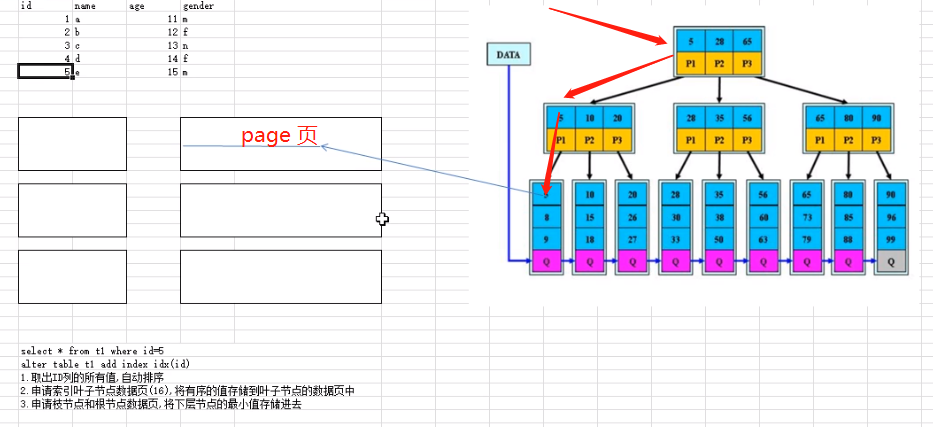 id name age gender
1 a 11 m
2 b 12 f
3 c 13 n
4 d 14 f
5 e 15 m
page 页
DATA
5 28 65
P1 P2 P3
5 10 20 28 35 56 65 80 90
P1 P2 P3 P1 P2 P3 P1 P2 P3
5 10 20 28 35 56 65 80 90
8 15 26 30 38 60 73 85 96
9 18 27 33 50 63 79 88 99
Q Q Q Q Q Q Q Q Q
select * from t1 where id=5
alter table t1 add index idx(id)
1.取出ID列的所有值,自动排序
2.申请索引叶子节点数据页(16),将有序的值存储到叶子节点的数据页中
3.申请枝节点和根节点数据页,将下层节点的最小值存储进去